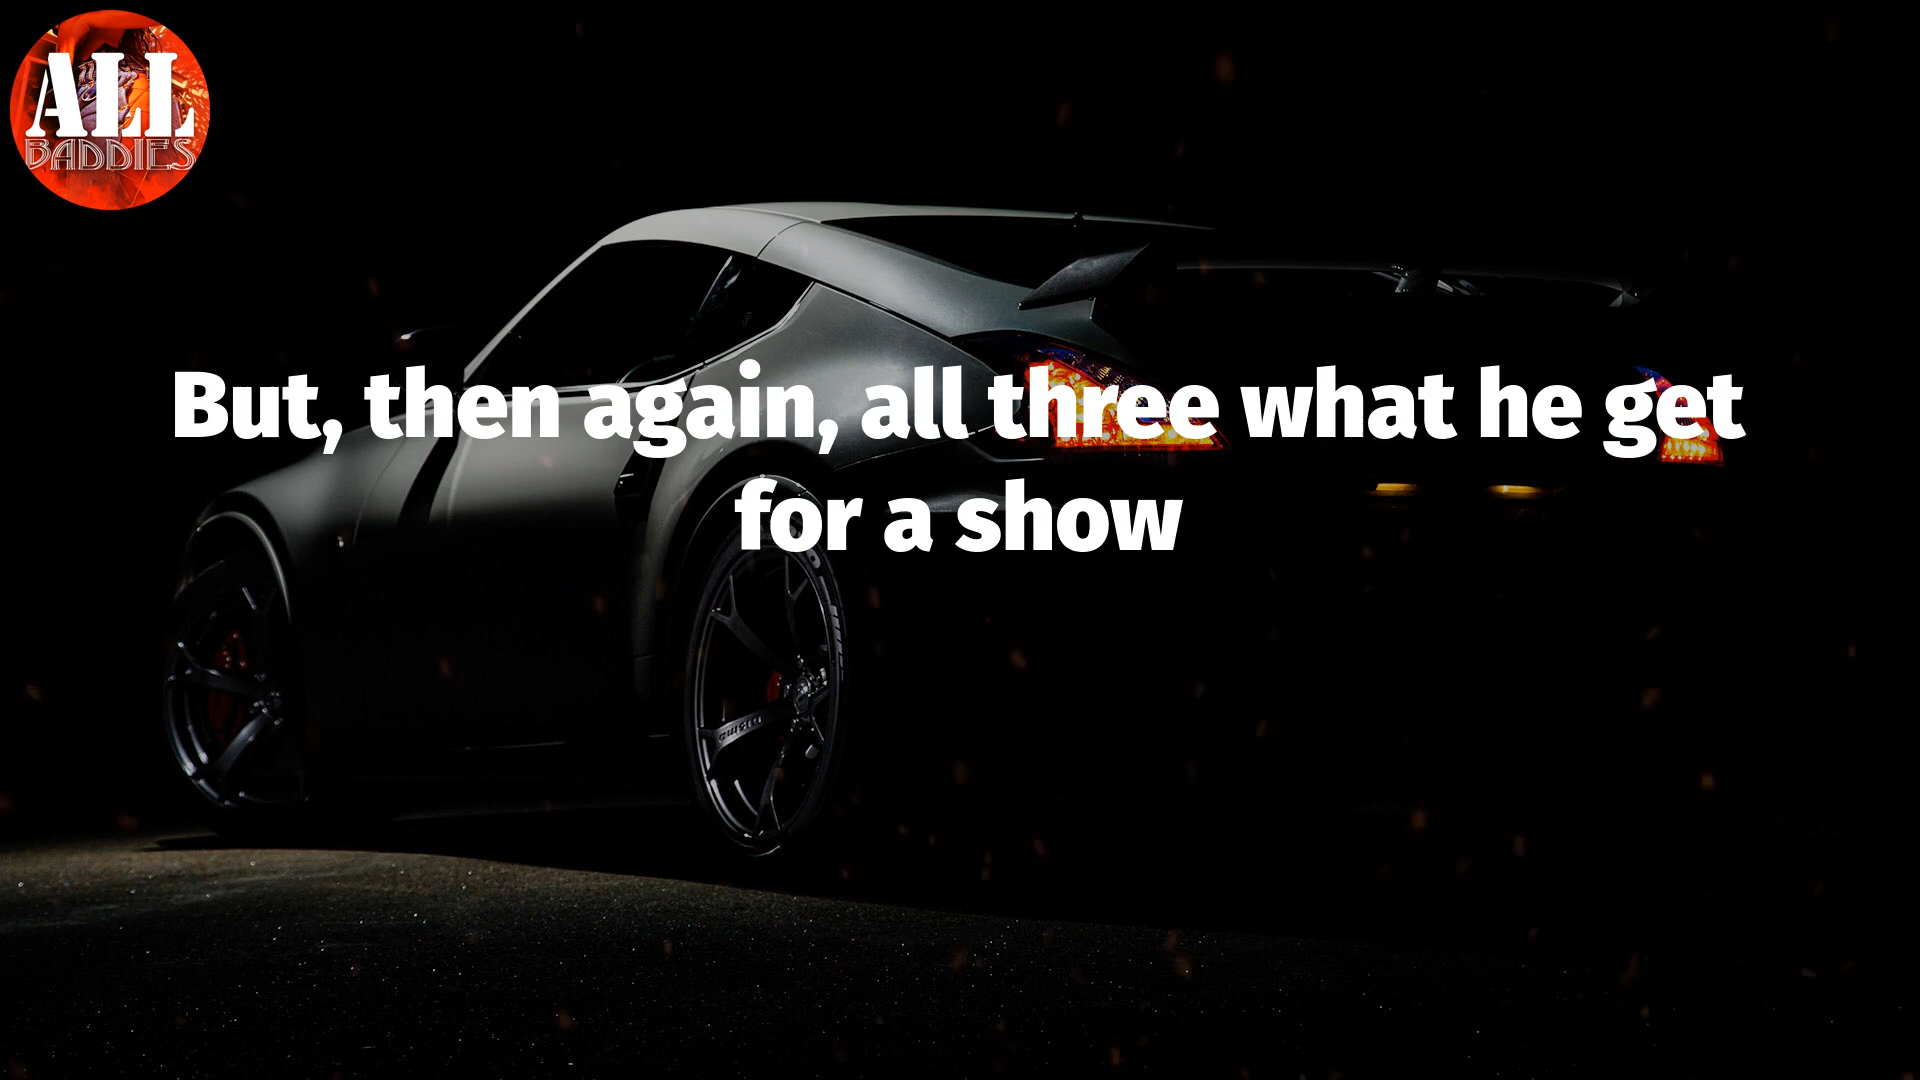 ALL
BADDIES
But, then again, all three what he get
for a show